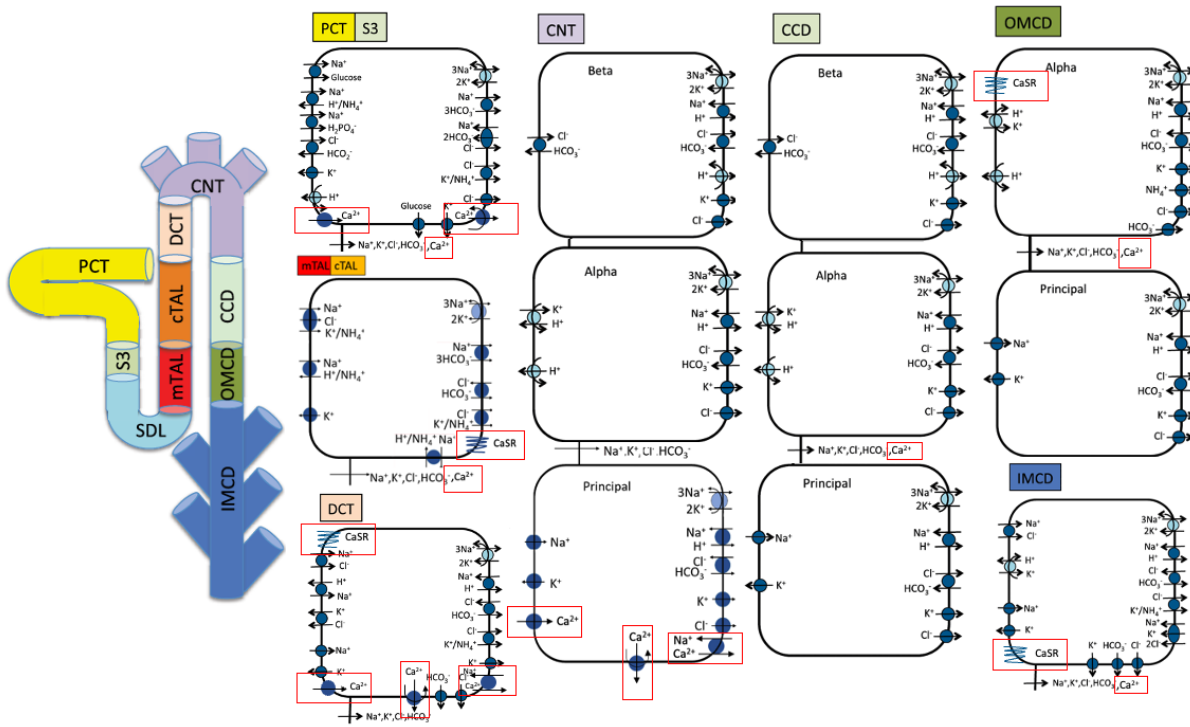 CNT
DCT
PCT
cTAL
CCD
S3
mTAL
OMCD
SDL
IMCD
PCT S3
Na⁺
Glucose
Na⁺
H⁺/NH₄⁺
Na⁺
H₂PO₄⁻
Cl⁻
HCO₂⁻
K⁺
H⁺
Ca²⁺
Glucose
K⁺
Ca²⁺
3Na⁺
2K⁺
Na⁺
3HCO₃⁻
Na⁺
2HCO₃⁻
Cl⁻
Cl⁻
K⁺/NH₄⁺
Cl⁻
Na⁺,K⁺,Cl⁻,HCO₃⁻,Ca²⁺
mTAL cTAL
Na⁺
Cl⁻
K⁺/NH₄⁺
Na⁺
H⁺/NH₄⁺
K⁺
3Na⁺
2K⁺
Na⁺
3HCO₃⁻
Cl⁻
HCO₃⁻
Cl⁻
K⁺/NH₄⁺
H⁺/NH₄⁺ Na⁺
CaSR
Na⁺,K⁺,Cl⁻,HCO₃⁻,Ca²⁺
DCT
CaSR
Na⁺
Cl⁻
H⁺
Na⁺
K⁺
Cl⁻
Na⁺
K⁺
Ca²⁺
3Na⁺
2K⁺
Na⁺
H⁺
Cl⁻
HCO₃⁻
Cl⁻
K⁺/NH₄⁺
K⁺
Na⁺
Ca²⁺
Ca²⁺
HCO₃⁻
Cl⁻
Na⁺,K⁺,Cl⁻,HCO₃⁻
CNT
Beta
Cl⁻
HCO₃⁻
3Na⁺
2K⁺
Na⁺
H⁺
Cl⁻
HCO₃⁻
H⁺
K⁺
Cl⁻
Alpha
K⁺
H⁺
H⁺
3Na⁺
2K⁺
Na⁺
H⁺
Cl⁻
HCO₃⁻
K⁺
Cl⁻
Na⁺,K⁺,Cl⁻,HCO₃⁻
Principal
Na⁺
K⁺
Ca²⁺
3Na⁺
2K⁺
Na⁺
H⁺
Cl⁻
HCO₃⁻
K⁺
Cl⁻
Na⁺
Ca²⁺
Ca²⁺
CCD
Beta
Cl⁻
HCO₃⁻
3Na⁺
2K⁺
Na⁺
H⁺
Cl⁻
HCO₃⁻
H⁺
K⁺
Cl⁻
Alpha
K⁺
H⁺
H⁺
3Na⁺
2K⁺
Na⁺
H⁺
Cl⁻
HCO₃⁻
K⁺
Cl⁻
Na⁺,K⁺,Cl⁻,HCO₃⁻,Ca²⁺
Principal
Na⁺
K⁺
3Na⁺
2K⁺
Na⁺
H⁺
Cl⁻
HCO₃⁻
K⁺
Cl⁻
OMCD
Alpha
CaSR
H⁺
K⁺
H⁺
3Na⁺
2K⁺
Na⁺
H⁺
Cl⁻
HCO₃⁻
K⁺
NH₄⁺
Cl⁻
HCO₃⁻
Na⁺,K⁺,Cl⁻,HCO₃⁻,Ca²⁺
Principal
Na⁺
K⁺
3Na⁺
2K⁺
Na⁺
H⁺
Cl⁻
HCO₃⁻
K⁺
Cl⁻
IMCD
Na⁺
Cl⁻
H⁺
K⁺
Na⁺
K⁺
CaSR
3Na⁺
2K⁺
Na⁺
H⁺
Cl⁻
HCO₃⁻
K⁺/NH₄⁺
Na⁺
K⁺
2Cl⁻
K⁺ HCO₃⁻ Cl⁻
Na⁺,K⁺,Cl⁻,HCO₃⁻,Ca²⁺